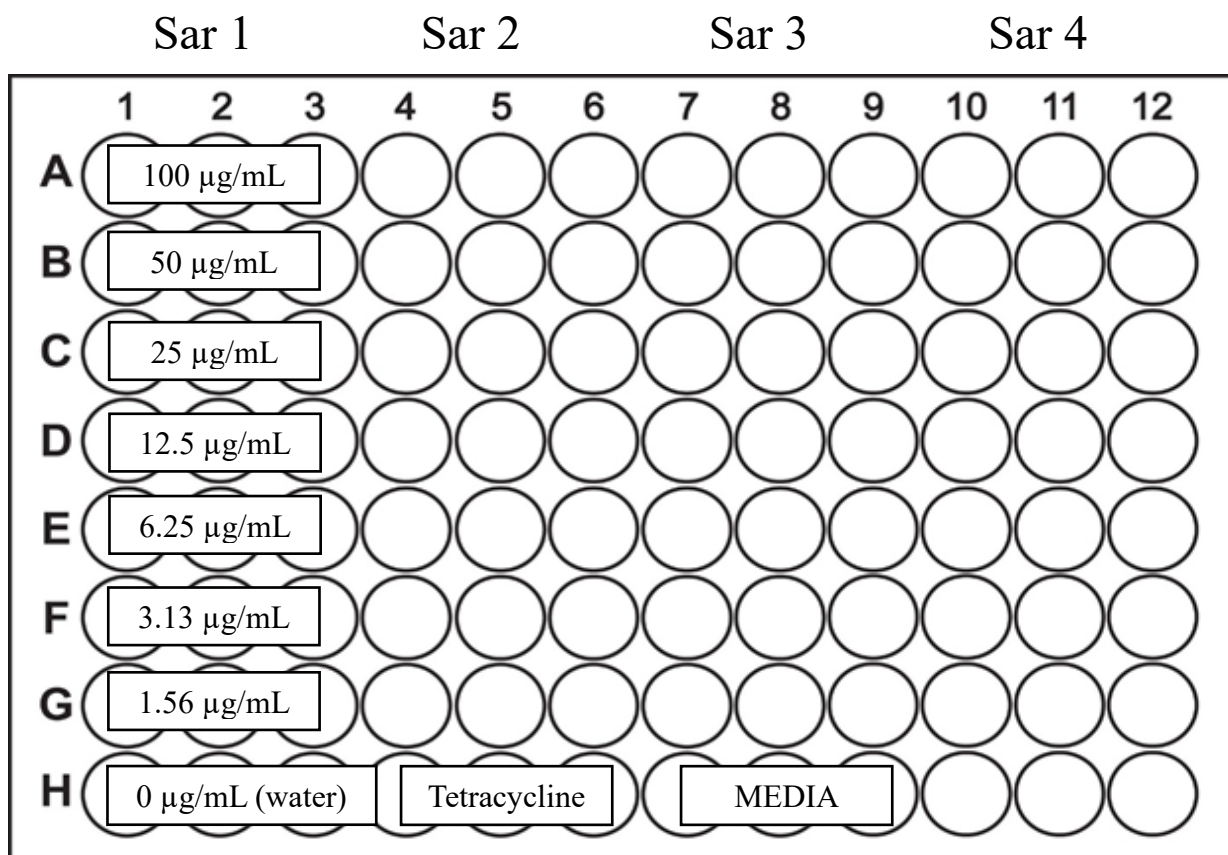 Sar 1 Sar 2 Sar 3 Sar 4
1 2 3 4 5 6 7 8 9 10 11 12
A 100 µg/mL
B 50 µg/mL
C 25 µg/mL
D 12.5 µg/mL
E 6.25 µg/mL
F 3.13 µg/mL
G 1.56 µg/mL
H 0 µg/mL (water) Tetracycline MEDIA